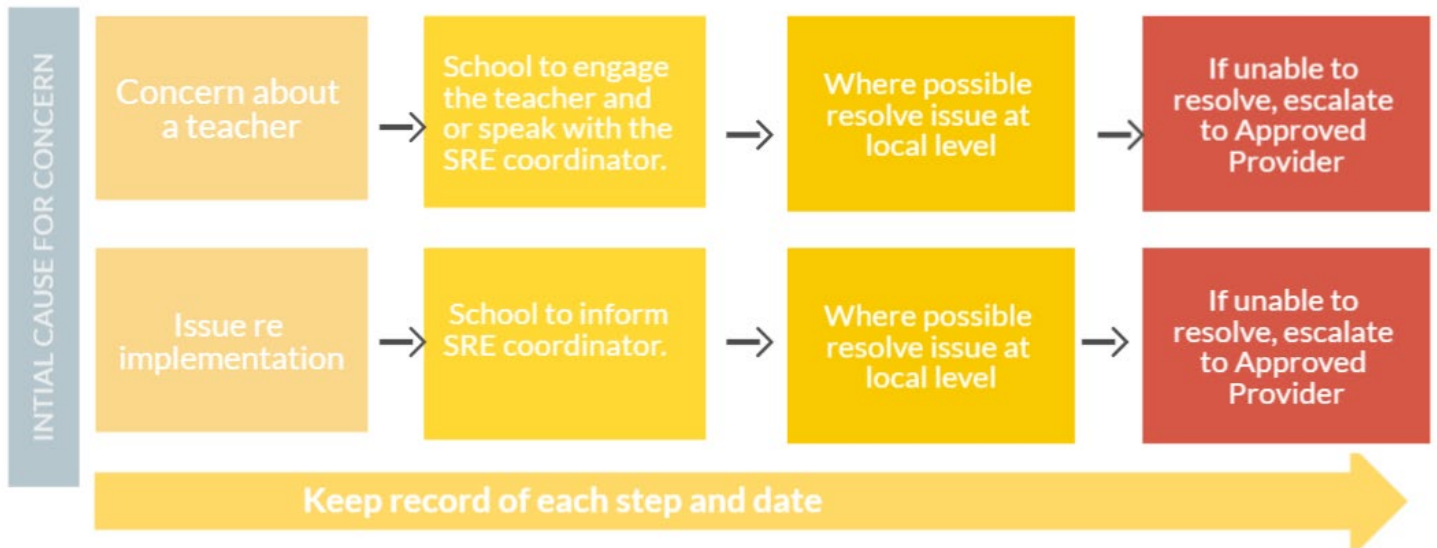 INTIAL CAUSE FOR CONCERN
Concern about
a teacher
School to engage
the teacher and
or speak with the
SRE coordinator.
Where possible
resolve issue at
local level
If unable to
resolve, escalate
to Approved
Provider
Issue re
implementation
School to inform
SRE coordinator.
Where possible
resolve issue at
local level
If unable to
resolve, escalate
to Approved
Provider
Keep record of each step and date